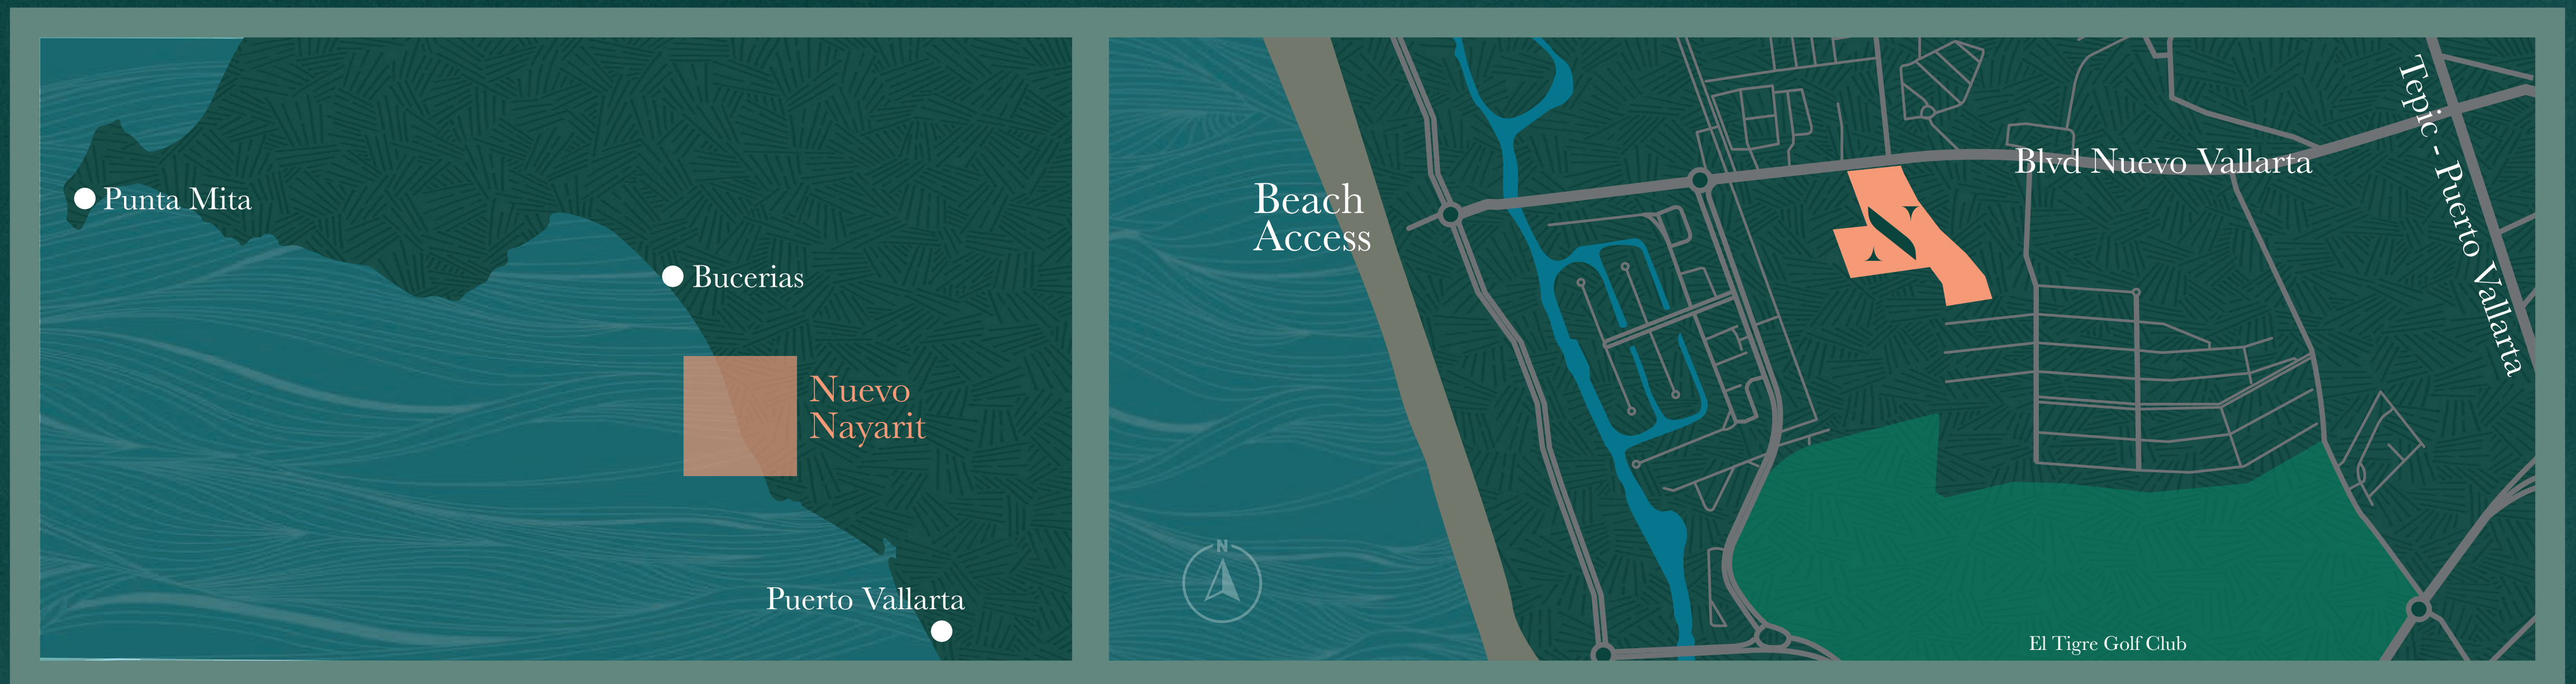 Punta Mita
Bucerias
Nuevo
Nayarit
Puerto Vallarta
Beach
Access
Blvd Nuevo Vallarta
Tepic - Puerto Vallarta
N
El Tigre Golf Club